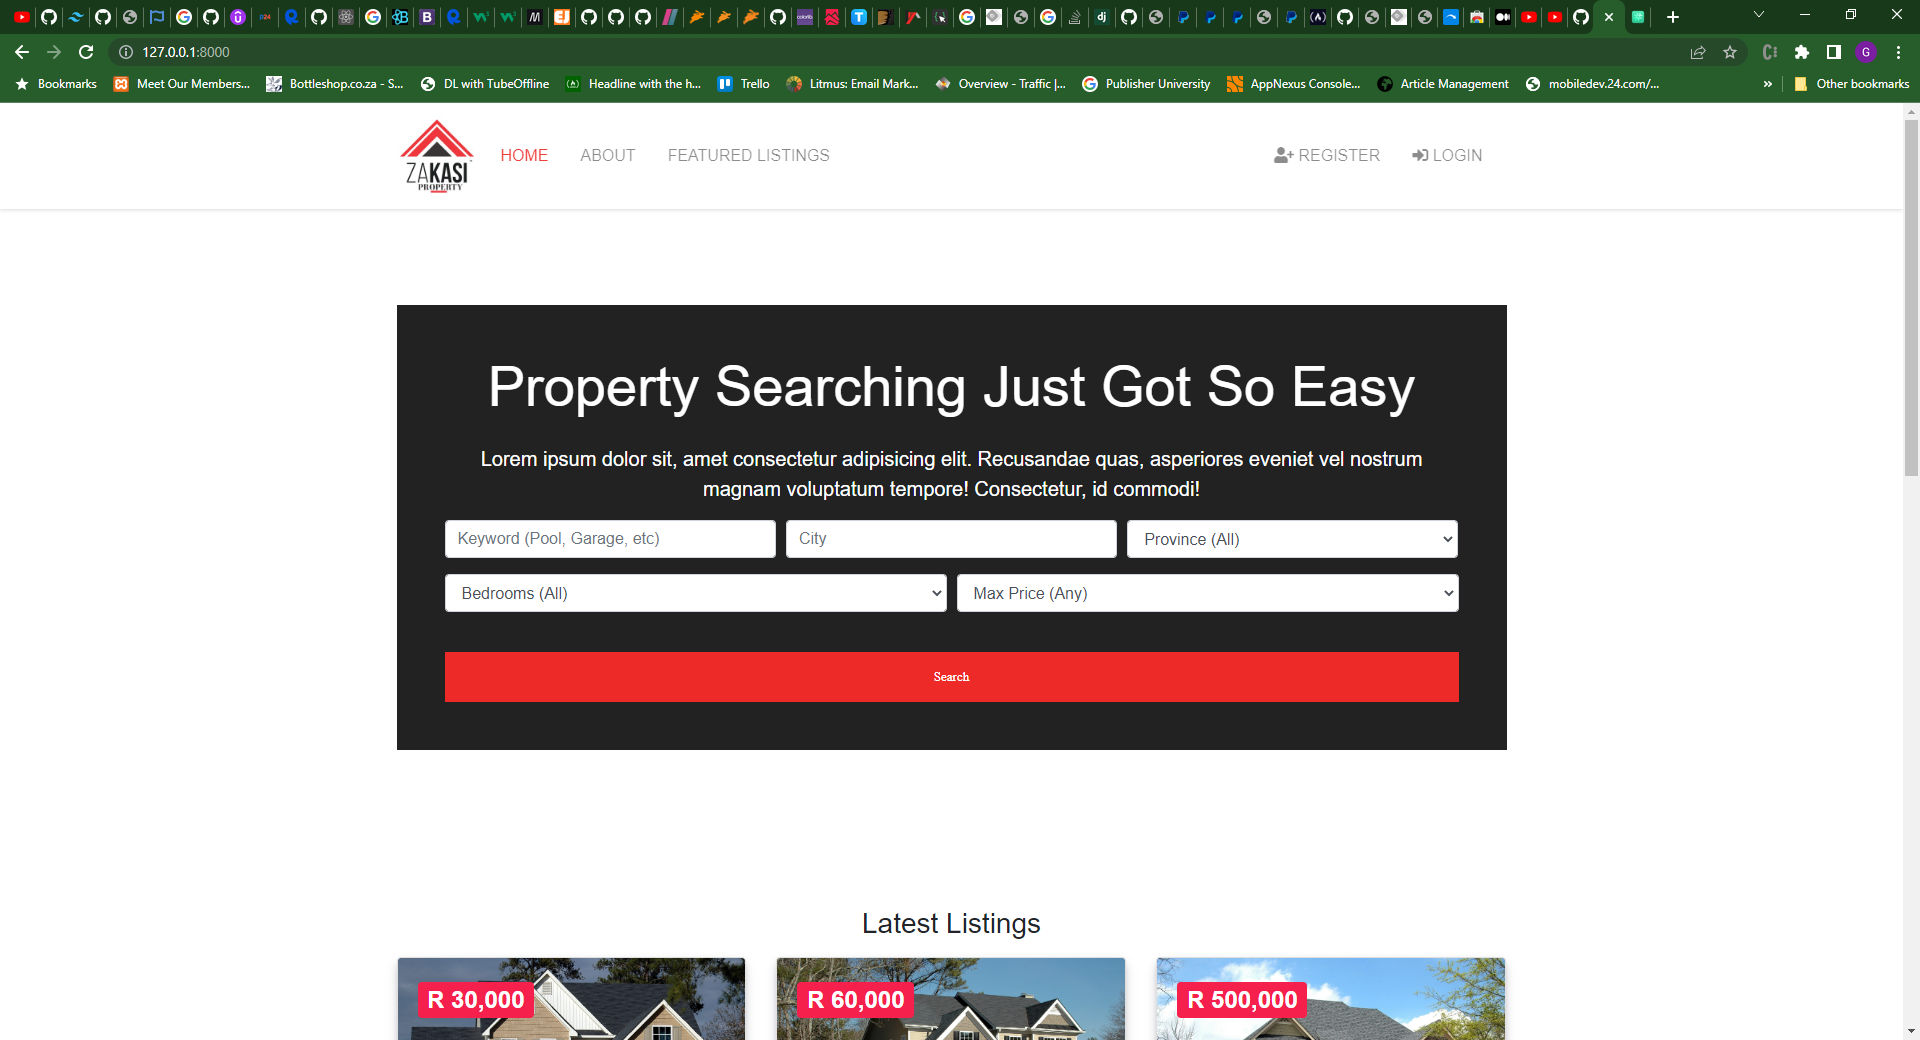 127.0.0.1:8000
Bookmarks Meet Our Members... Bottleshop.co.za - S... DL with TubeOffline Headline with the h... Trello Litmus: Email Mark... Overview - Traffic |... Publisher University AppNexus Console... Article Management mobiledev.24.com/... » Other bookmarks
ZAKASI
PROPERTY
HOME ABOUT FEATURED LISTINGS REGISTER LOGIN
Property Searching Just Got So Easy
Lorem ipsum dolor sit, amet consectetur adipisicing elit. Recusandae quas, asperiores eveniet vel nostrum
magnam voluptatum tempore! Consectetur, id commodi!
Keyword (Pool, Garage, etc) City Province (All)
Bedrooms (All) Max Price (Any)
Search
Latest Listings
R 30,000 R 60,000 R 500,000